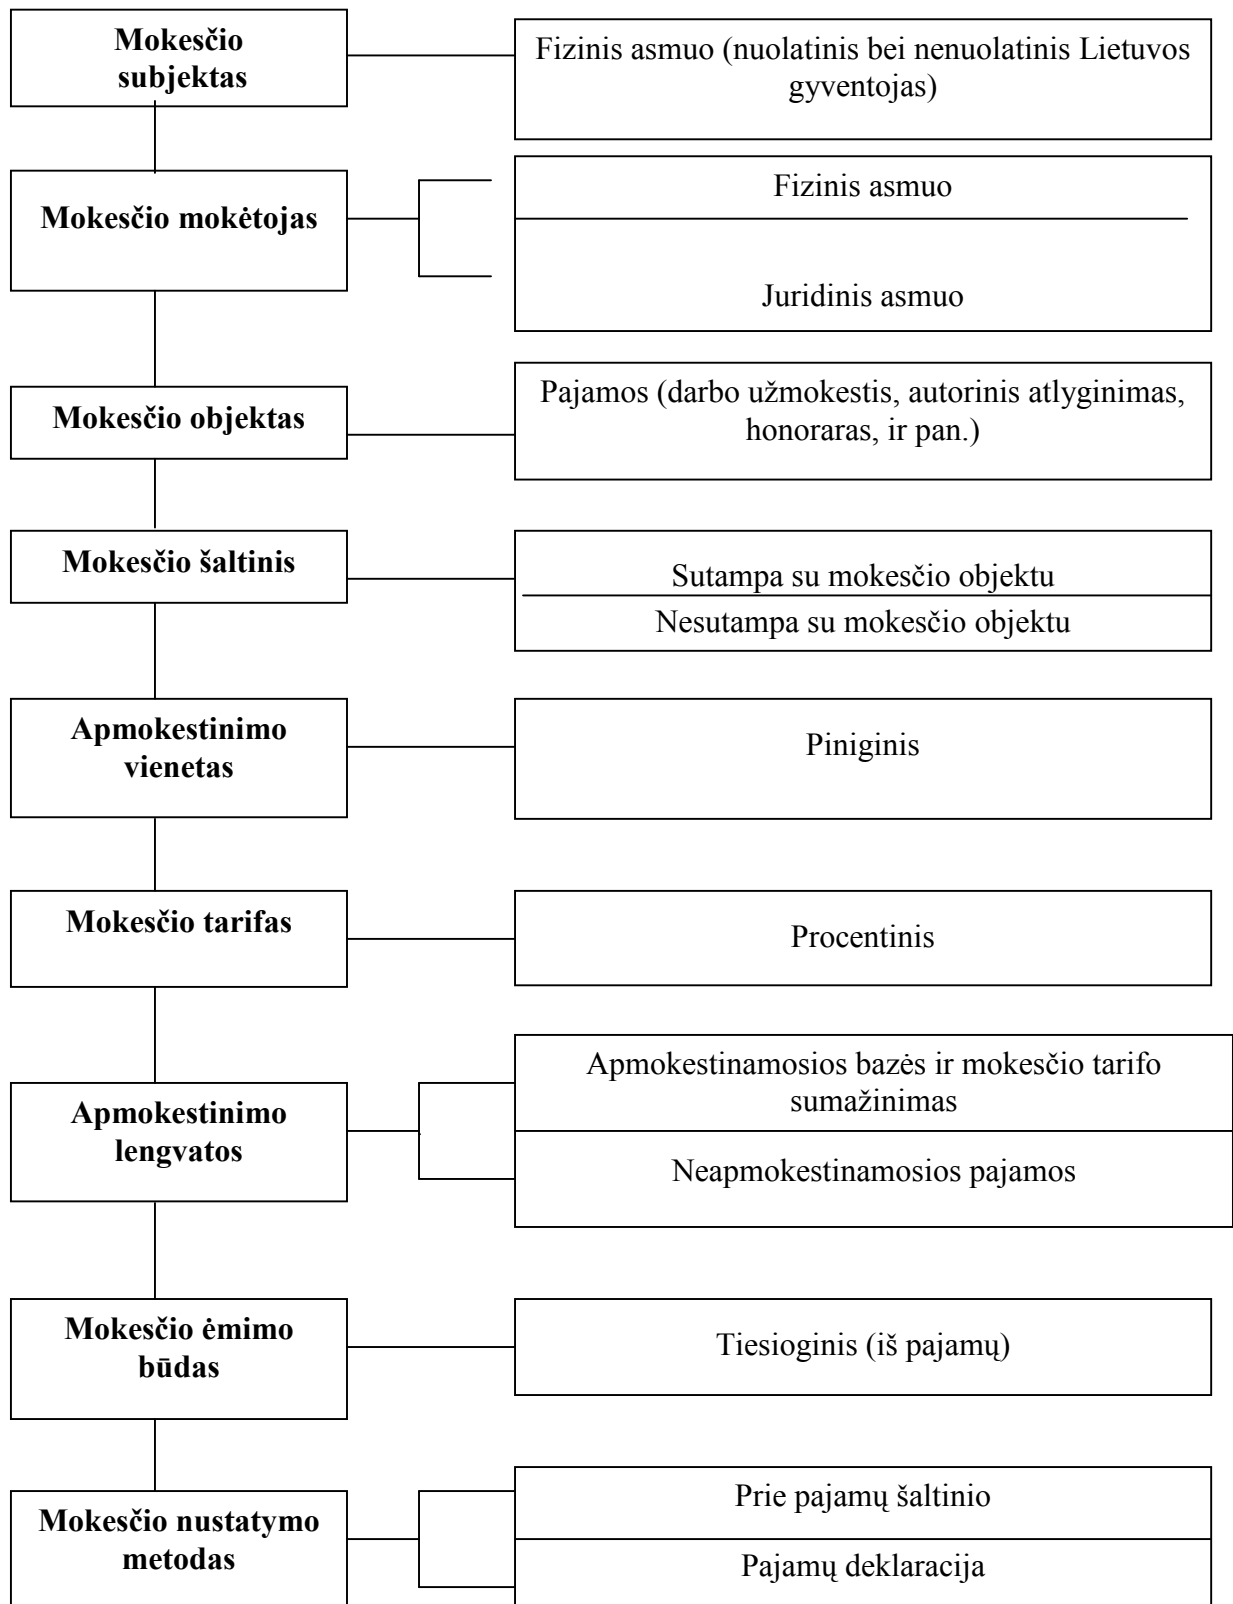 Mokesčio
subjektas
Fizinis asmuo (nuolatinis bei nenuolatinis Lietuvos
gyventojas)
Mokesčio mokėtojas
Fizinis asmuo
Juridinis asmuo
Mokesčio objektas
Pajamos (darbo užmokestis, autorinis atlyginimas,
honoraras, ir pan.)
Mokesčio šaltinis
Sutampa su mokesčio objektu
Nesutampa su mokesčio objektu
Apmokestinimo
vienetas
Piniginis
Mokesčio tarifas
Procentinis
Apmokestinimo
lengvatos
Apmokestinamosios bazės ir mokesčio tarifo
sumažinimas
Neapmokestinamosios pajamos
Mokesčio ėmimo
būdas
Tiesioginis (iš pajamų)
Mokesčio nustatymo
metodas
Prie pajamų šaltinio
Pajamų deklaracija